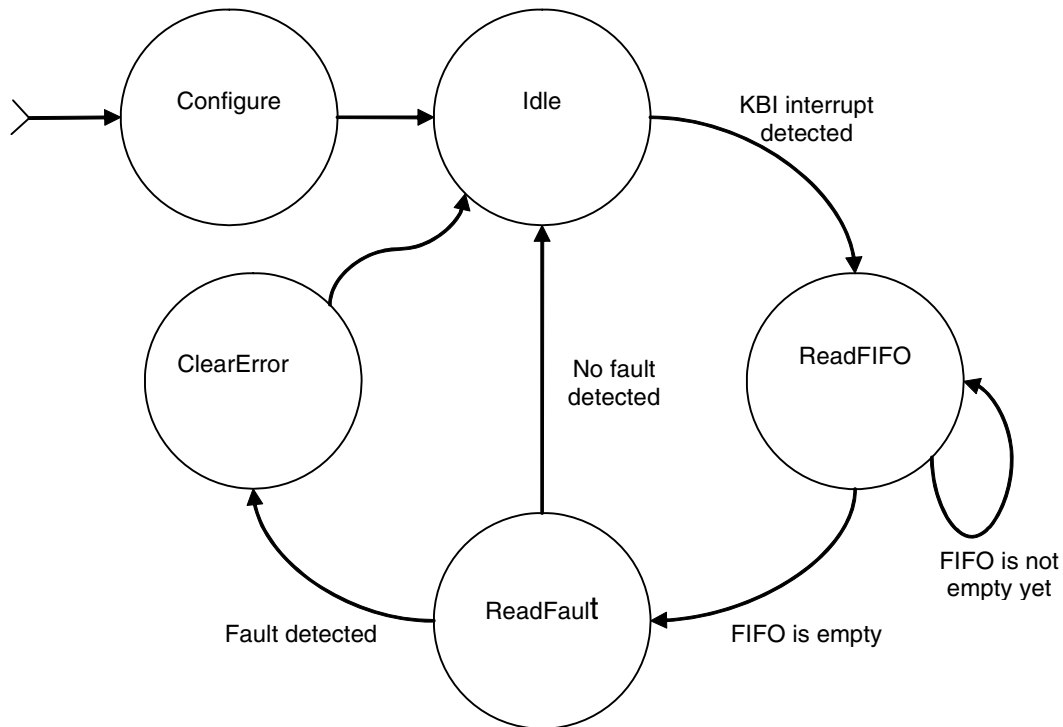 Configure
Idle
KBI interrupt
detected
ClearError
ReadFIFO
No fault
detected
FIFO is not
empty yet
ReadFault
Fault detected
FIFO is empty